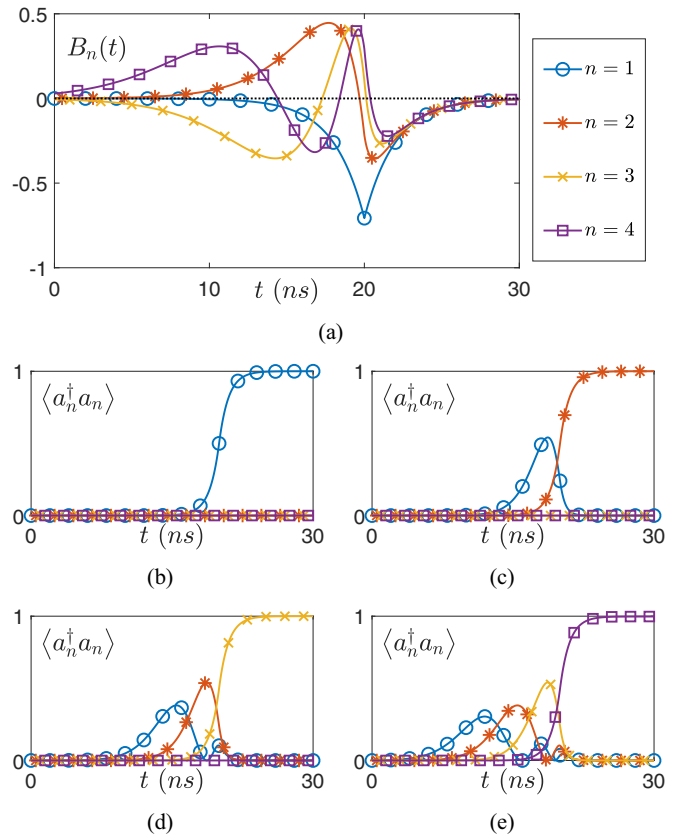 0.5
B_n(t)
n = 1
0
n = 2
-0.5
n = 3
n = 4
-1
0 10 20 30
t (ns)
(a)
1 1
⟨a_n^† a_n⟩ ⟨a_n^† a_n⟩
0 0
0 t (ns) 30 0 t (ns) 30
(b) (c)
1 1
⟨a_n^† a_n⟩ ⟨a_n^† a_n⟩
0 0
0 t (ns) 30 0 t (ns) 30
(d) (e)